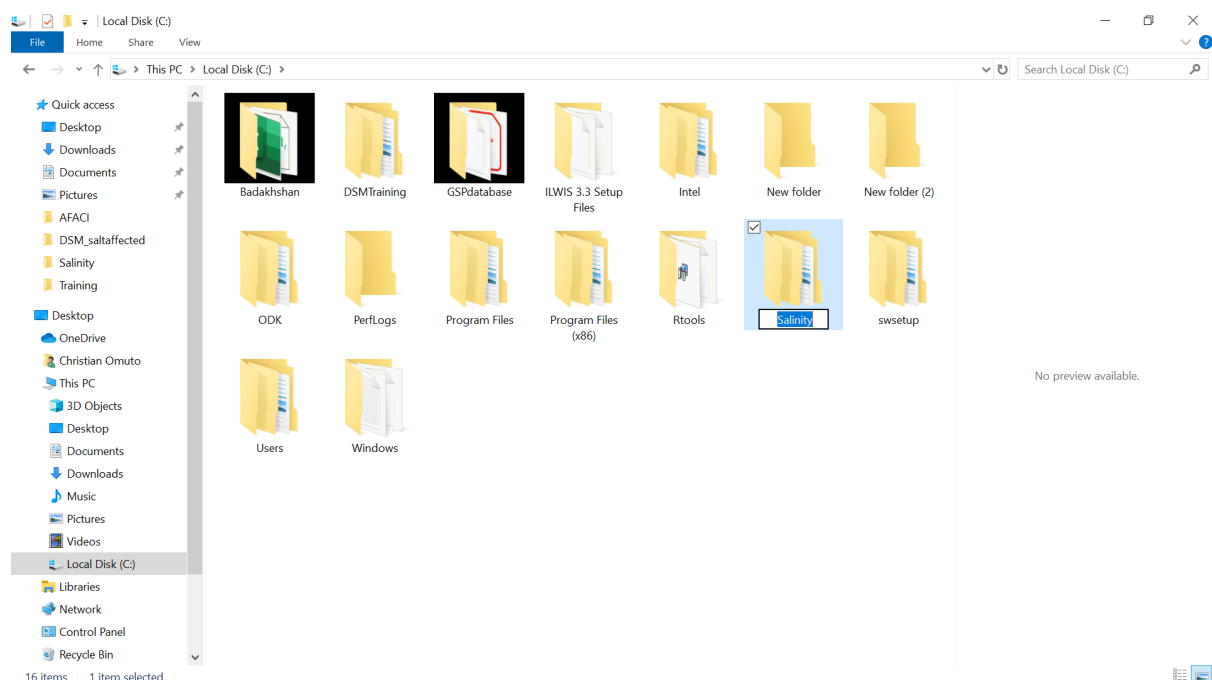 Local Disk (C:)
File Home Share View
This PC > Local Disk (C:) >
Search Local Disk (C:)
Quick access
Desktop
Downloads
Documents
Pictures
AFACI
DSM_saltaffected
Salinity
Training
Desktop
OneDrive
Christian Omuto
This PC
3D Objects
Desktop
Documents
Downloads
Music
Pictures
Videos
Local Disk (C:)
Libraries
Network
Control Panel
Recycle Bin
Badakhshan
DSMTraining
GSPdatabase
ILWIS 3.3 Setup
Files
Intel
New folder
New folder (2)
ODK
PerfLogs
Program Files
Program Files
(x86)
Rtools
Salinity
swsetup
Users
Windows
No preview available.
16 items 1 item selected